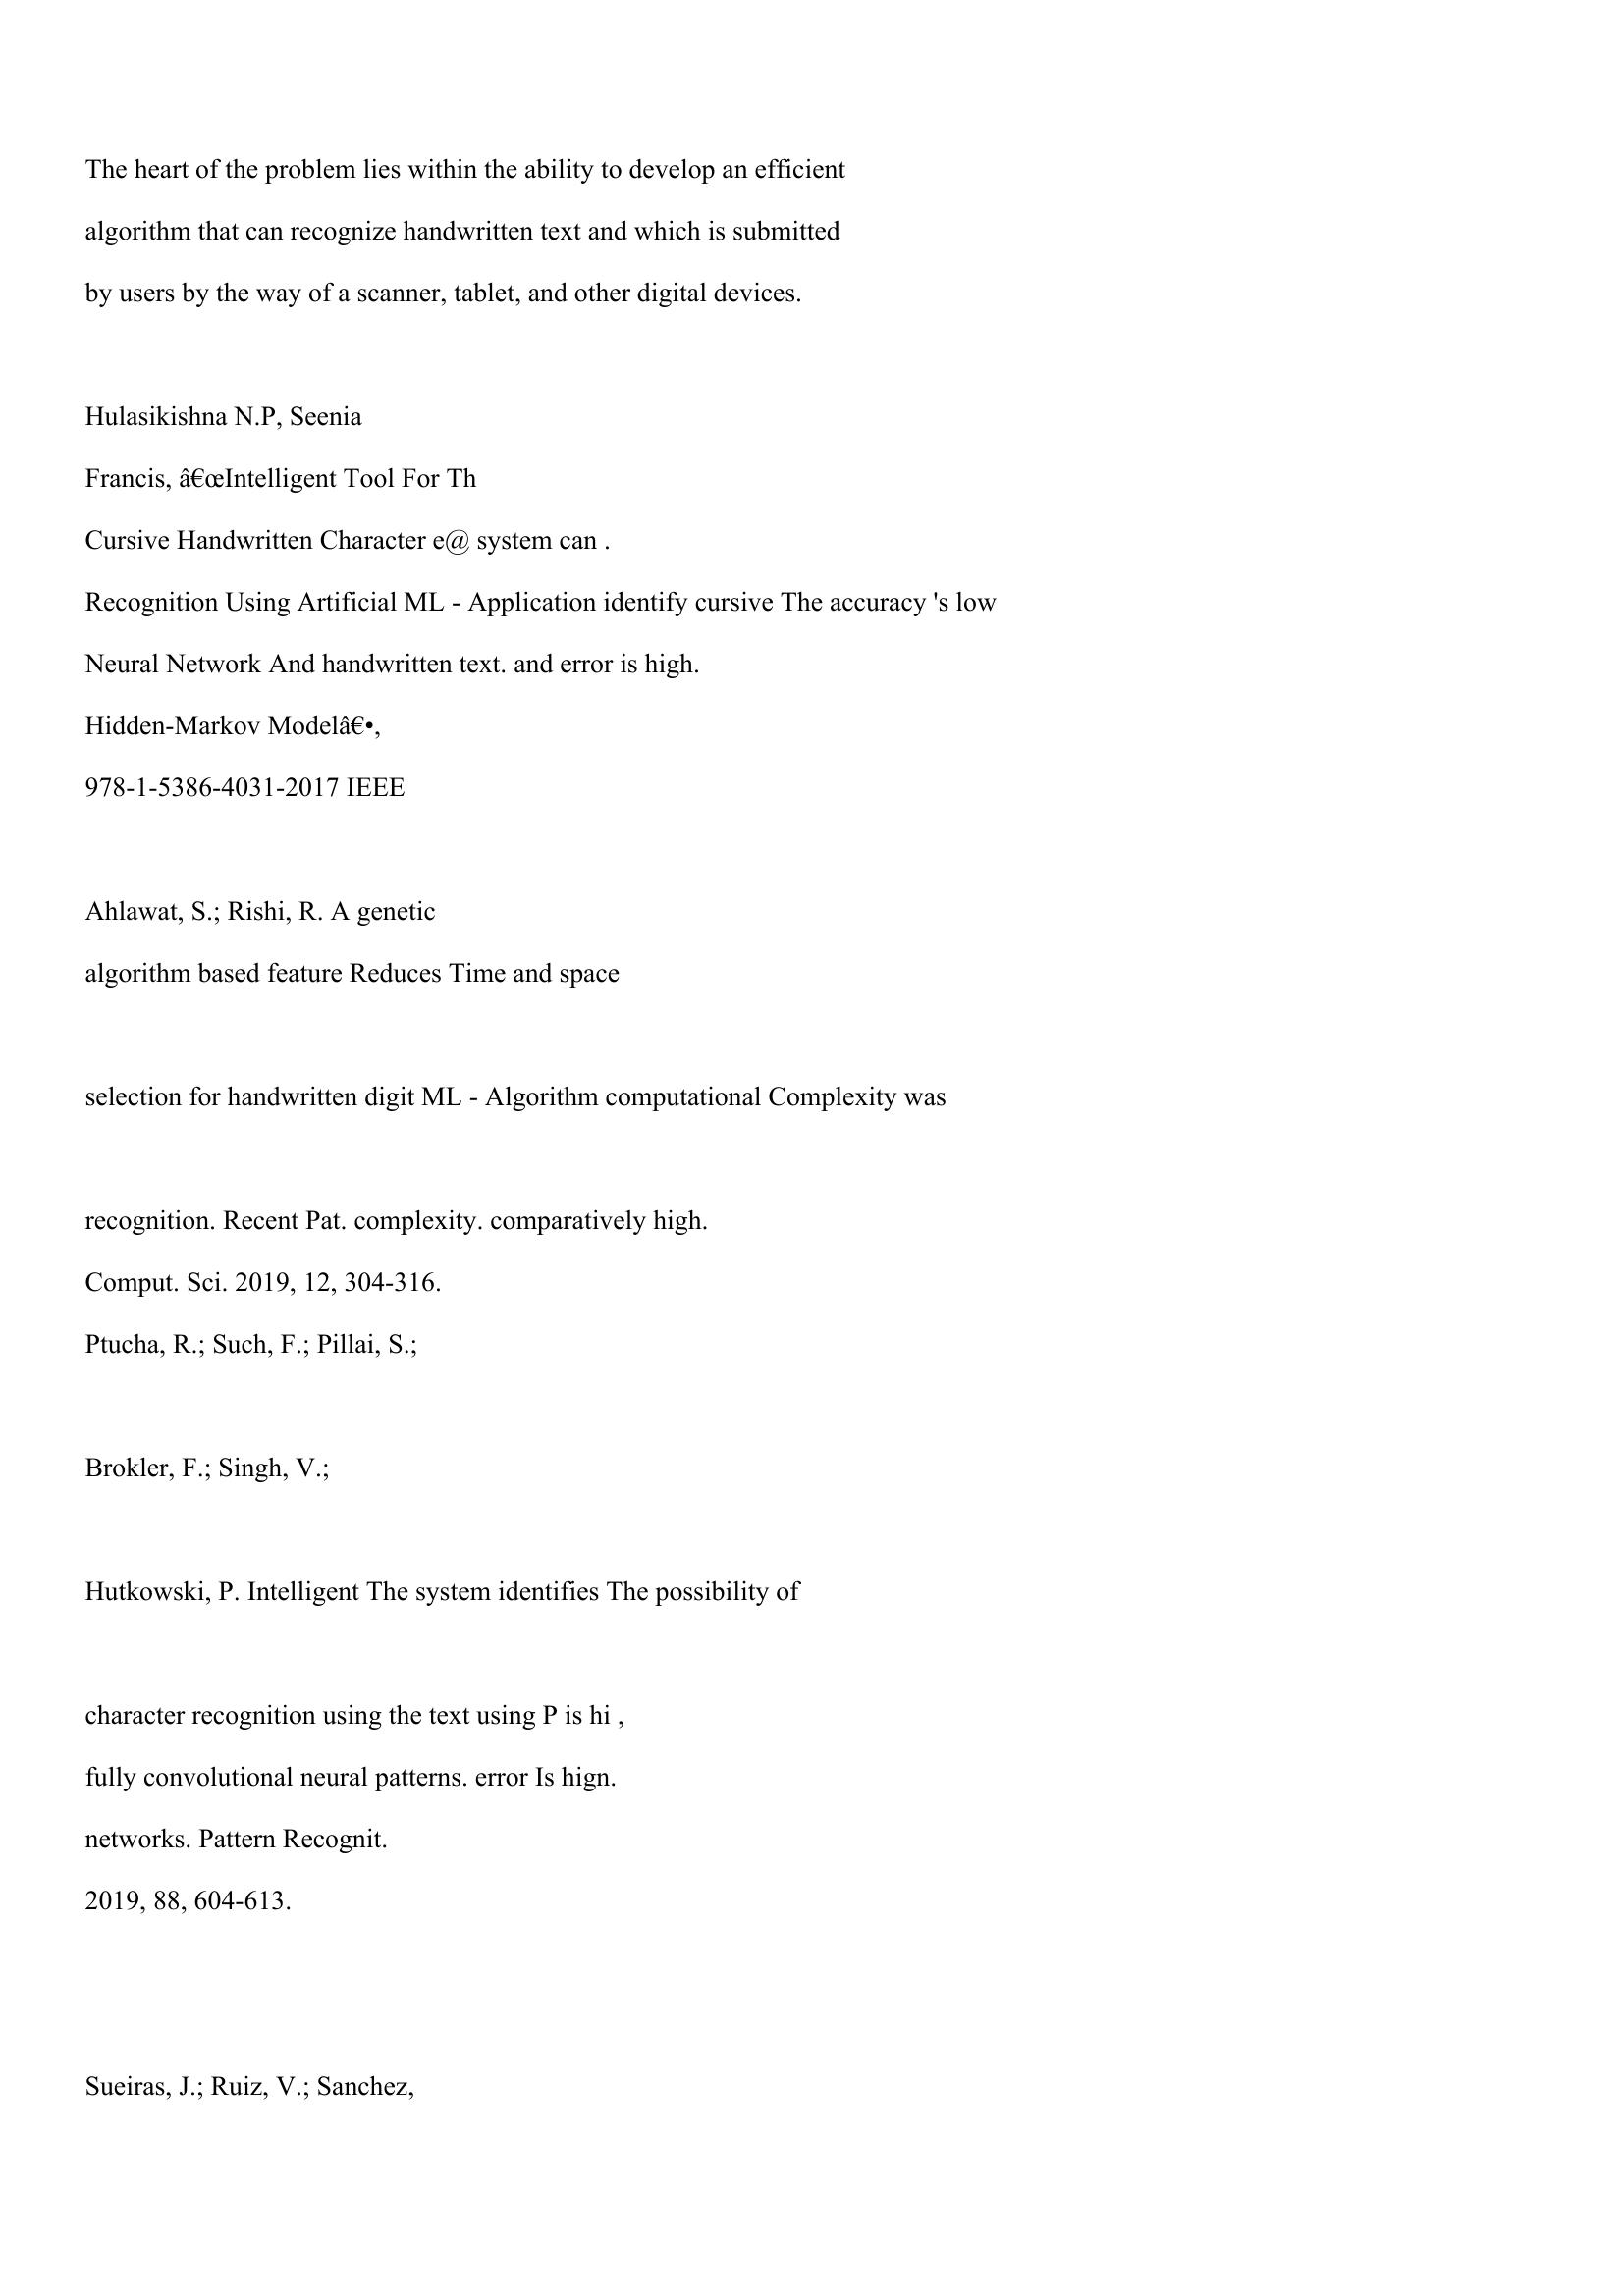 The heart of the problem lies within the ability to develop an efficient
algorithm that can recognize handwritten text and which is submitted
by users by the way of a scanner, tablet, and other digital devices.
Hulasikishna N.P, Seenia
Francis, â€œIntelligent Tool For Th
Cursive Handwritten Character e@ system can .
Recognition Using Artificial ML - Application identify cursive The accuracy 's low
Neural Network And handwritten text. and error is high.
Hidden-Markov Modelâ€•,
978-1-5386-4031-2017 IEEE
Ahlawat, S.; Rishi, R. A genetic
algorithm based feature Reduces Time and space
selection for handwritten digit ML - Algorithm computational Complexity was
recognition. Recent Pat. complexity. comparatively high.
Comput. Sci. 2019, 12, 304-316.
Ptucha, R.; Such, F.; Pillai, S.;
Brokler, F.; Singh, V.;
Hutkowski, P. Intelligent The system identifies The possibility of
character recognition using the text using P is hi ,
fully convolutional neural patterns. error Is hign.
networks. Pattern Recognit.
2019, 88, 604-613.
Sueiras, J.; Ruiz, V.; Sanchez,